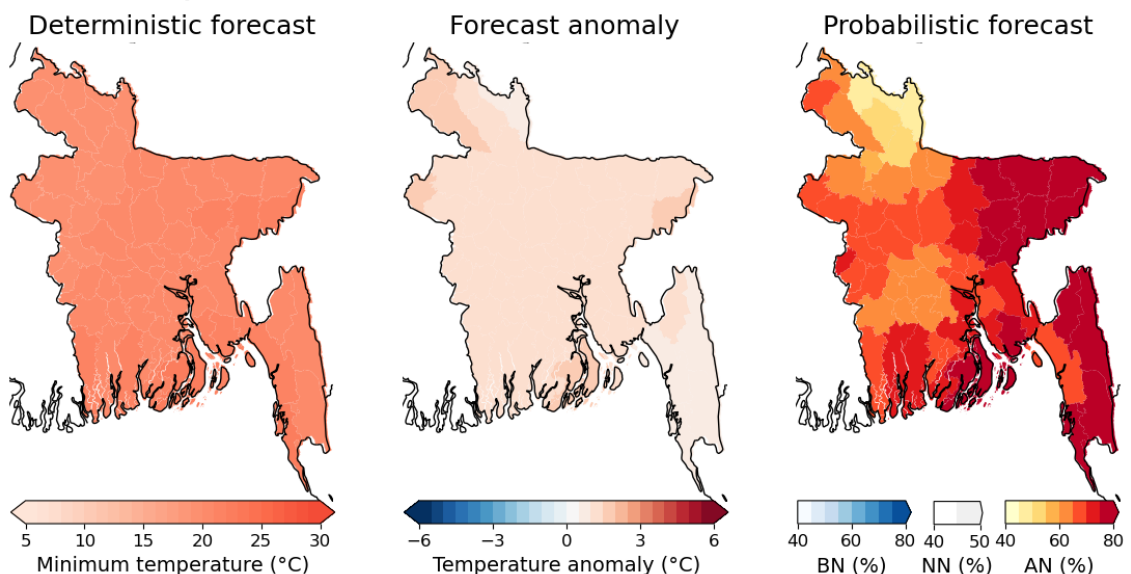 Deterministic forecast
Forecast anomaly
Probabilistic forecast
5 10 15 20 25 30
Minimum temperature (°C)
−6 −3 0 3 6
Temperature anomaly (°C)
40 60 80
BN (%)
40 50
NN (%)
40 60 80
AN (%)